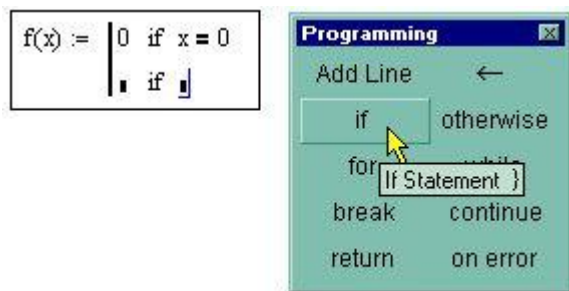 f(x) := 0 if x = 0
if
Programming
Add Line ←
if otherwise
for
If Statement }
break continue
return on error